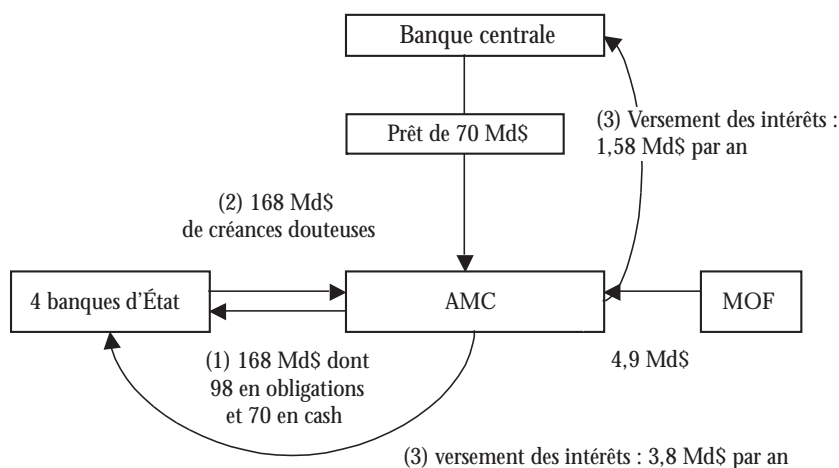 Banque centrale
Prêt de 70 Md$
(3) Versement des intérêts :
1,58 Md$ par an
(2) 168 Md$
de créances douteuses
4 banques d'État
AMC
MOF
(1) 168 Md$ dont
98 en obligations
et 70 en cash
4,9 Md$
(3) versement des intérêts : 3,8 Md$ par an